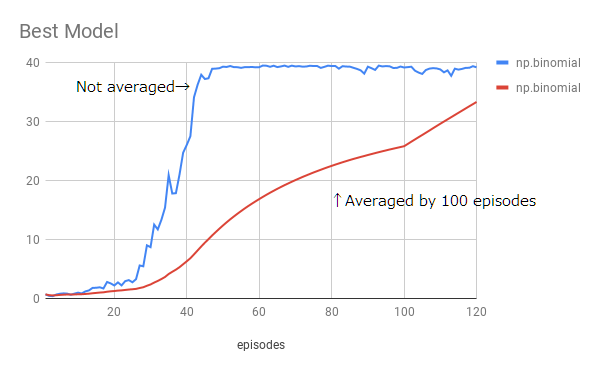 Best Model
40
30
20
10
0
20
40
60
80
100
120
episodes
Not averaged→
↑Averaged by 100 episodes
np.binomial
np.binomial